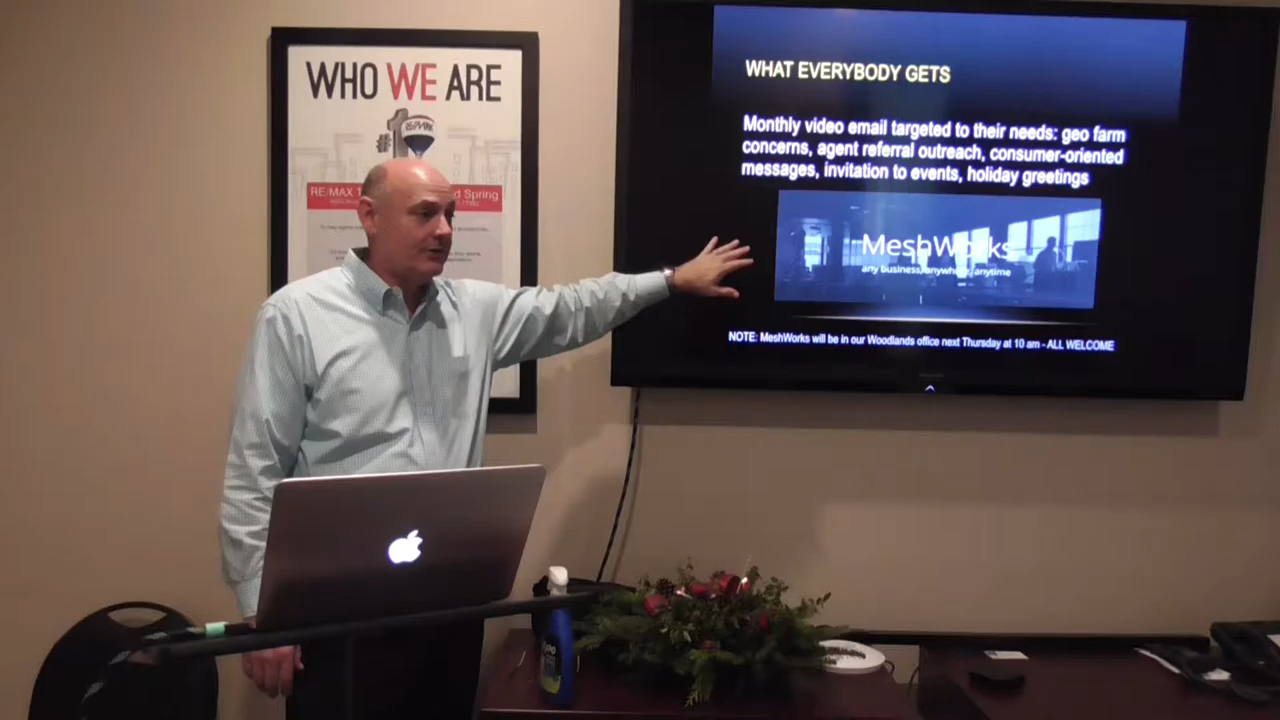 WHO WE ARE
RE/MAX
RE/MAX
d Spring
WHAT EVERYBODY GETS
Monthly video email targeted to their needs: geo farm
concerns, agent referral outreach, consumer-oriented
messages, invitation to events, holiday greetings
MeshWorks
any business, anywhere, anytime
NOTE: MeshWorks will be in our Woodlands office next Thursday at 10 am - ALL WELCOME